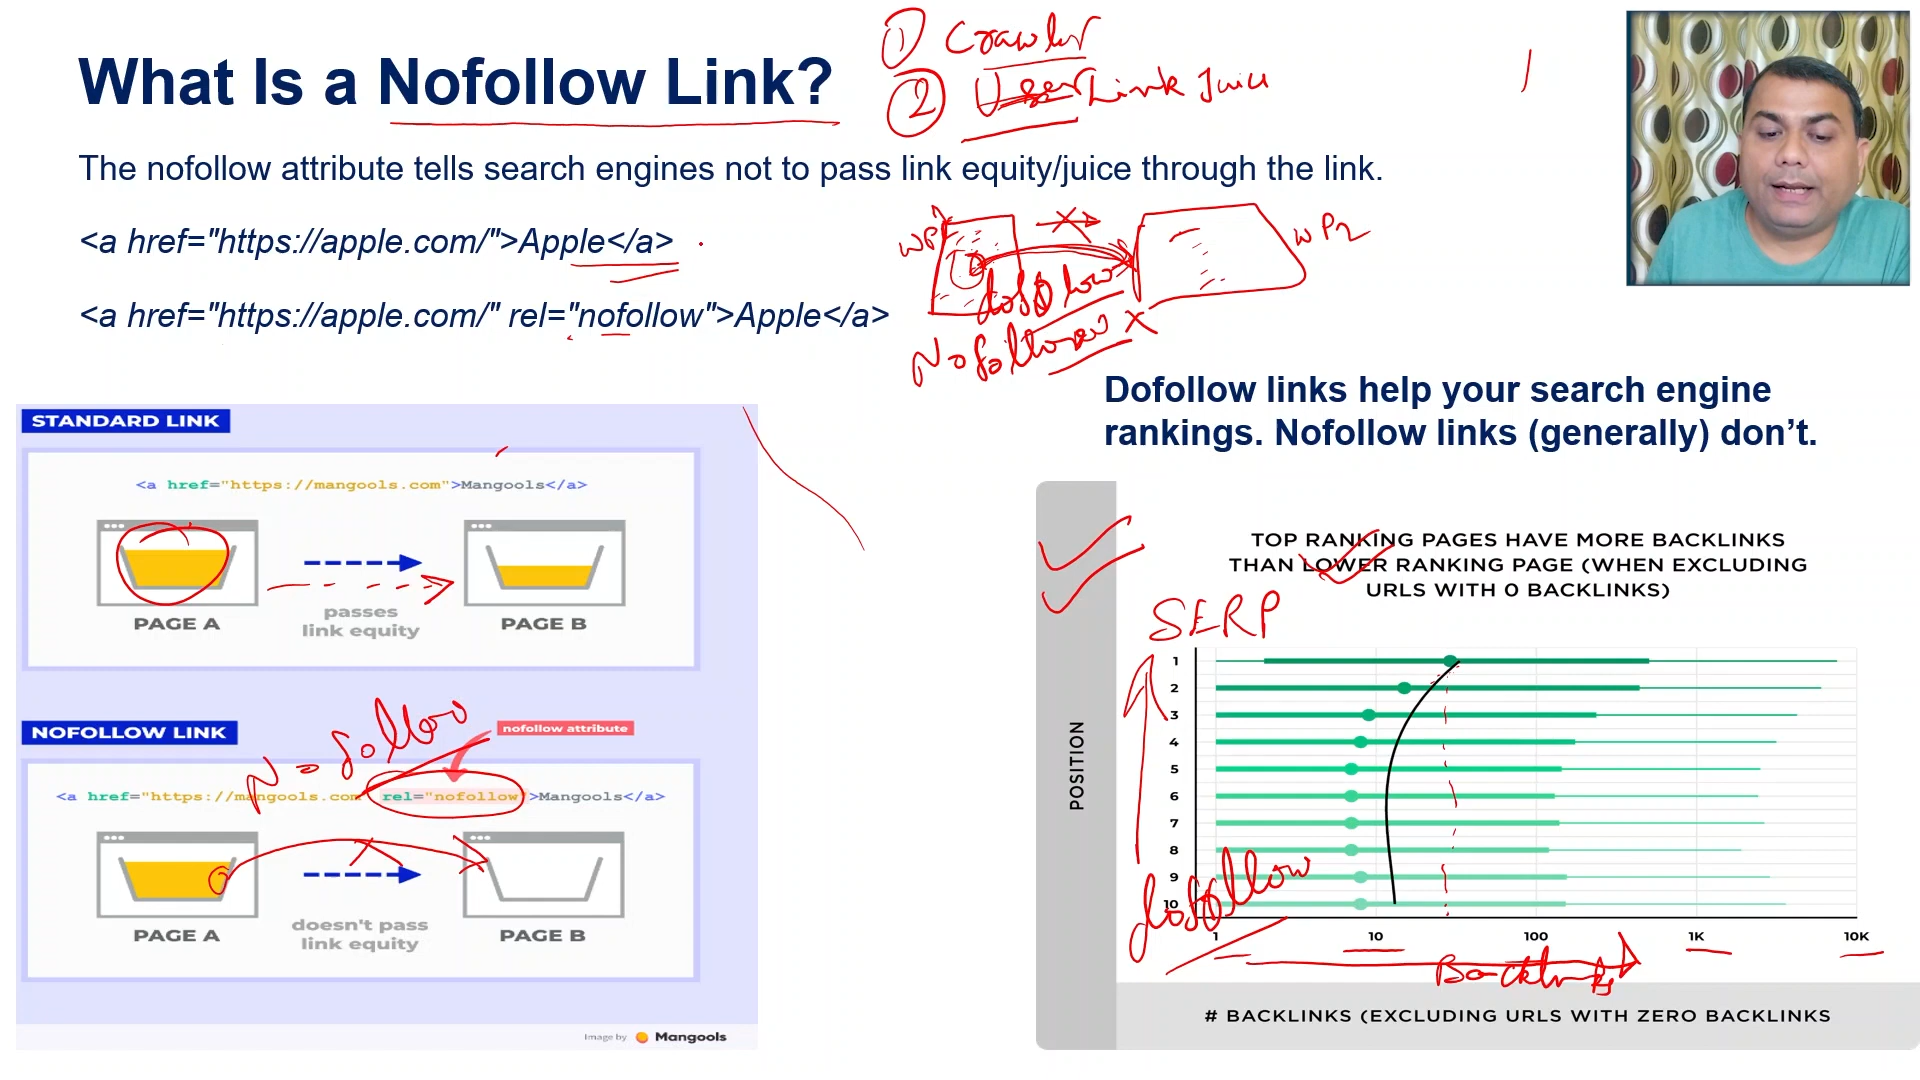 What Is a Nofollow Link?
① Crawler
② User Link Juice
The nofollow attribute tells search engines not to pass link equity/juice through the link.
<a href="https://apple.com/">Apple</a>
<a href="https://apple.com/" rel="nofollow">Apple</a>
WP1
WP2
dofollow
Nofollow X
Dofollow links help your search engine
rankings. Nofollow links (generally) don't.
STANDARD LINK
<a href="https://mangools.com">Mangools</a>
passes
link equity
PAGE A
PAGE B
NOFOLLOW LINK
Nofollow
nofollow attribute
<a href="https://mangools.com" rel="nofollow">Mangools</a>
doesn't pass
link equity
PAGE A
PAGE B
Image by Mangools
TOP RANKING PAGES HAVE MORE BACKLINKS
THAN LOWER RANKING PAGE (WHEN EXCLUDING
URLS WITH 0 BACKLINKS)
SERP
POSITION
1
2
3
4
5
6
7
8
9
10
dofollow
1 10 100 1K 10K
Backlinks
# BACKLINKS (EXCLUDING URLS WITH ZERO BACKLINKS